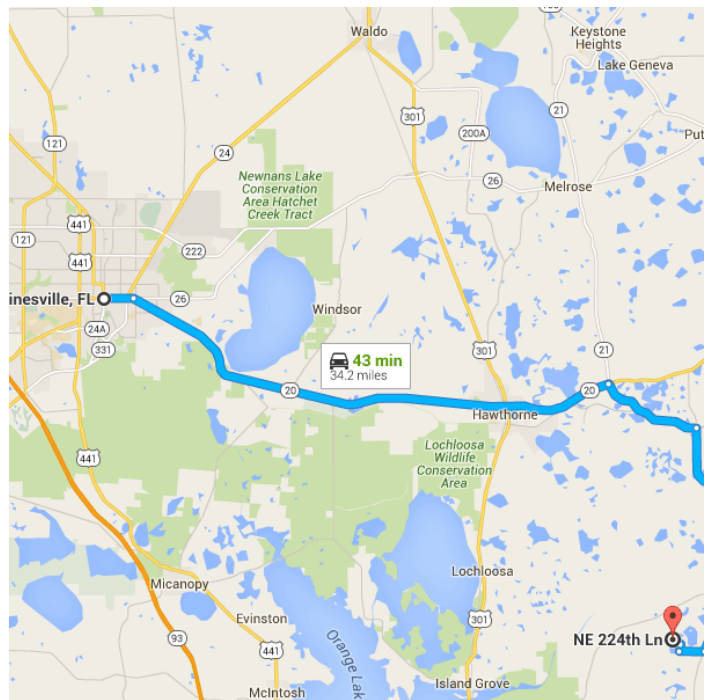 Waldo
Keystone
Heights
Lake Geneva
121
301
21
200A
24
Newnans Lake
Conservation
Area Hatchet
Creek Tract
26
Melrose
441
222
121
441
inesville, FL
26
Windsor
24A
331
301
21
43 min
34.2 miles
20
20
Hawthorne
Lochloosa
Wildlife
Conservation
Area
441
Lochloosa
Micanopy
301
NE 224th Ln
Evinston
93
441
Orange Lak
McIntosh
Island Grove